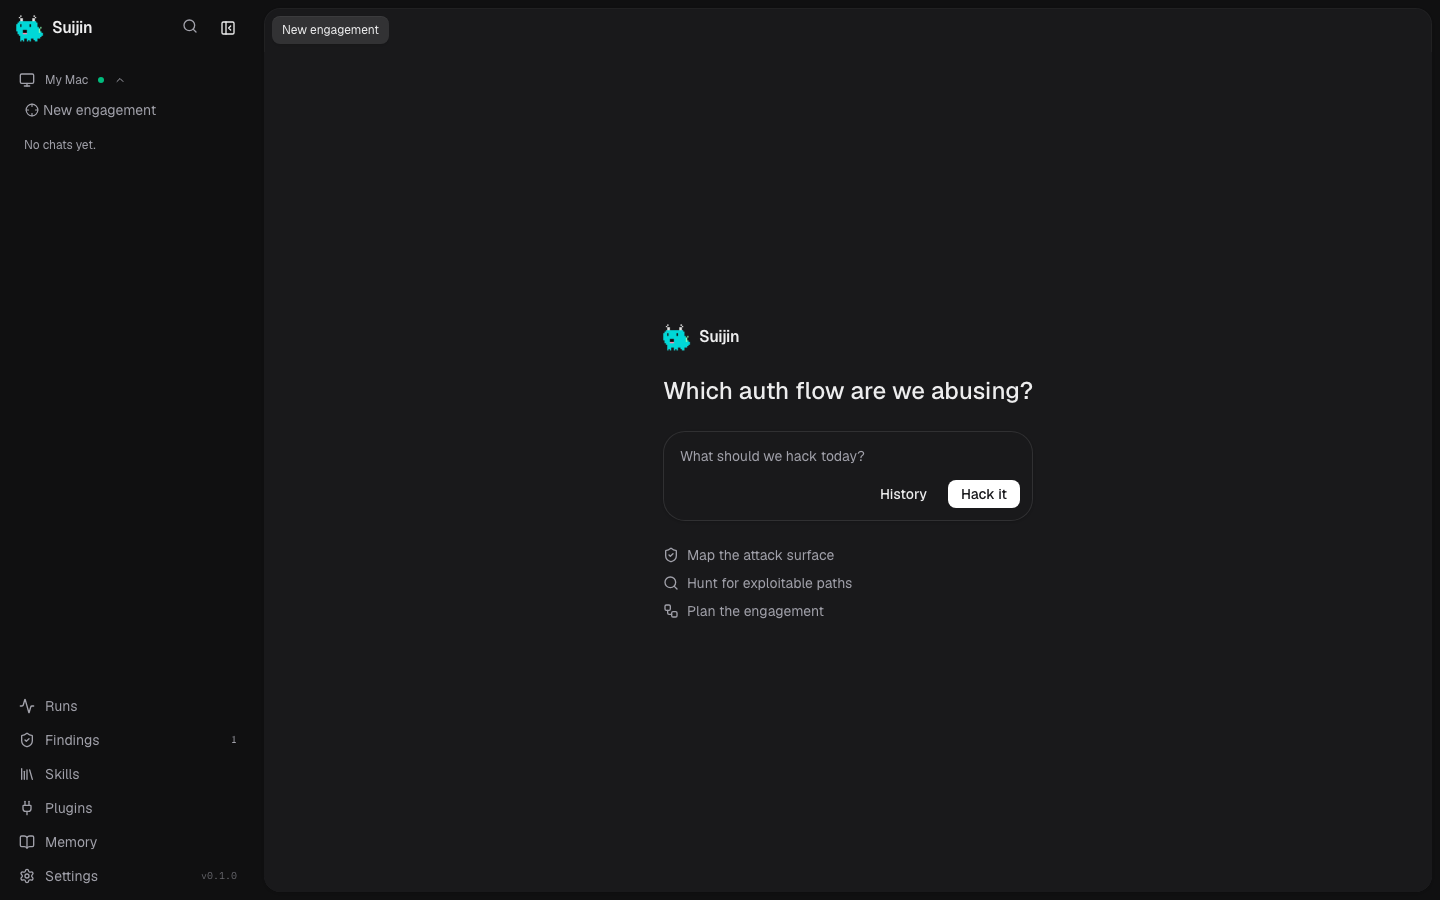 Suijin
My Mac
New engagement
No chats yet.
Runs
Findings 1
Skills
Plugins
Memory
Settings v0.1.0
New engagement
Suijin
Which auth flow are we abusing?
What should we hack today?
History Hack it
Map the attack surface
Hunt for exploitable paths
Plan the engagement